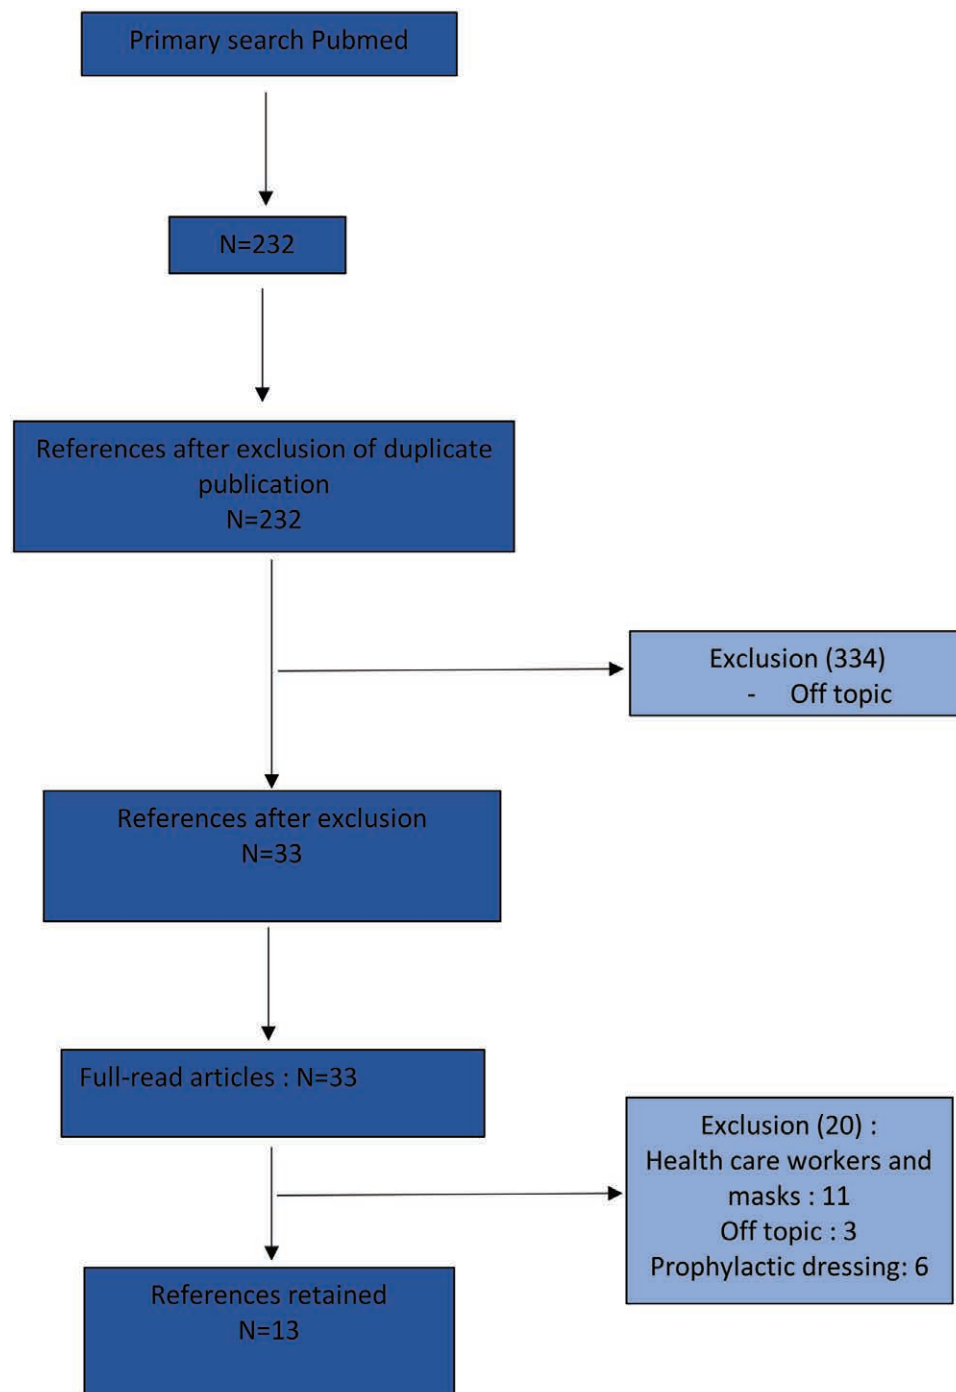 Primary search Pubmed
N=232
References after exclusion of duplicate
publication
N=232
Exclusion (334)
- Off topic
References after exclusion
N=33
Full-read articles : N=33
Exclusion (20) :
Health care workers and
masks : 11
Off topic : 3
Prophylactic dressing: 6
References retained
N=13